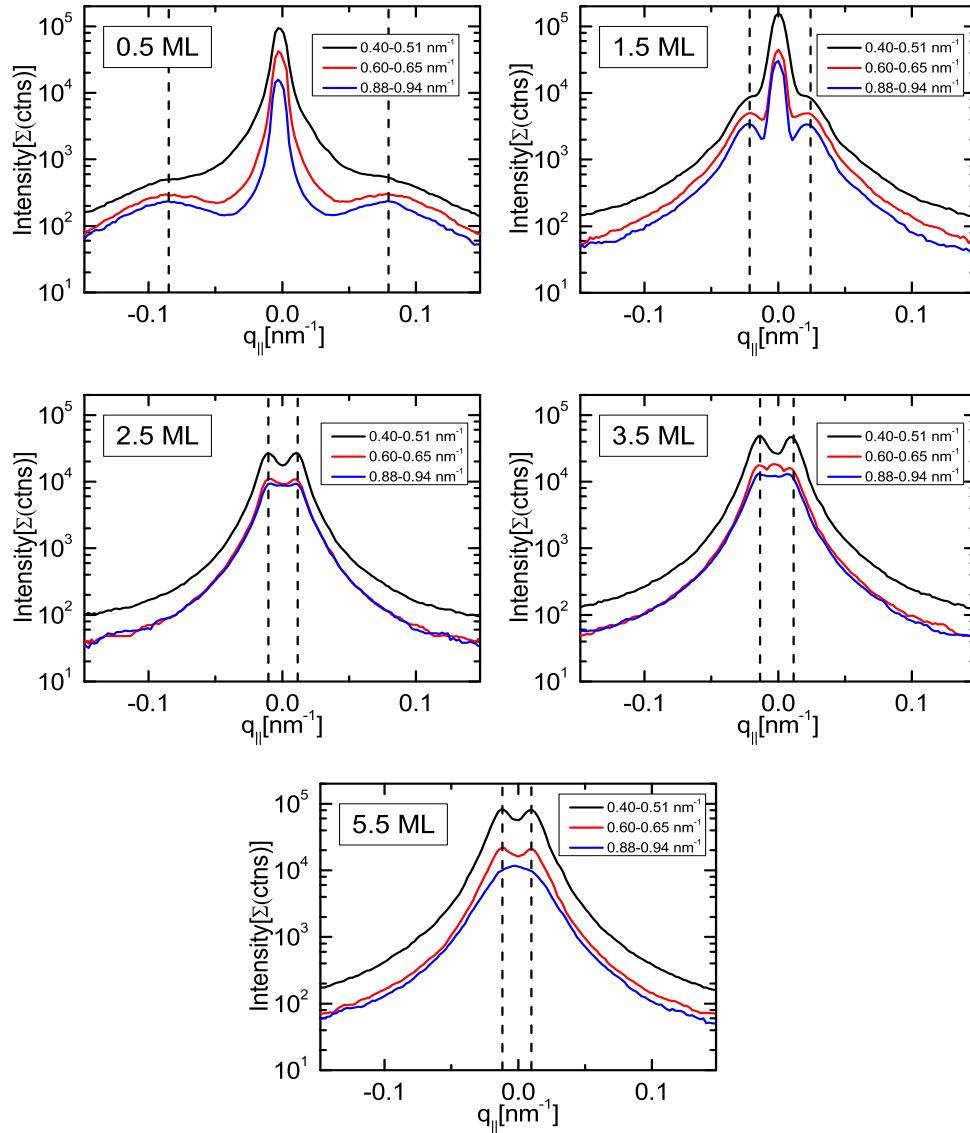 0.5 ML
0.40-0.51 nm⁻¹
0.60-0.65 nm⁻¹
0.88-0.94 nm⁻¹
Intensity[Σ(ctns)]
10⁵
10⁴
10³
10²
10¹
-0.1 0.0 0.1
q||[nm⁻¹]
1.5 ML
0.40-0.51 nm⁻¹
0.60-0.65 nm⁻¹
0.88-0.94 nm⁻¹
Intensity[Σ(ctns)]
10⁵
10⁴
10³
10²
10¹
-0.1 0.0 0.1
q||[nm⁻¹]
2.5 ML
0.40-0.51 nm⁻¹
0.60-0.65 nm⁻¹
0.88-0.94 nm⁻¹
Intensity[Σ(ctns)]
10⁵
10⁴
10³
10²
10¹
-0.1 0.0 0.1
q||[nm⁻¹]
3.5 ML
0.40-0.51 nm⁻¹
0.60-0.65 nm⁻¹
0.88-0.94 nm⁻¹
Intensity[Σ(ctns)]
10⁵
10⁴
10³
10²
10¹
-0.1 0.0 0.1
q||[nm⁻¹]
5.5 ML
0.40-0.51 nm⁻¹
0.60-0.65 nm⁻¹
0.88-0.94 nm⁻¹
Intensity[Σ(ctns)]
10⁵
10⁴
10³
10²
10¹
-0.1 0.0 0.1
q||[nm⁻¹]